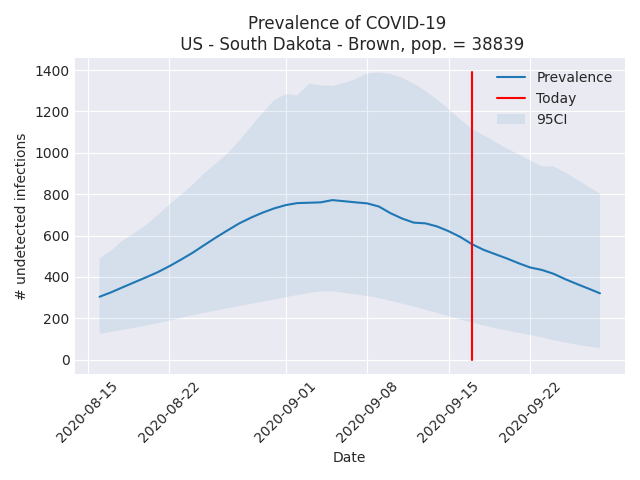 Prevalence of COVID-19
US - South Dakota - Brown, pop. = 38839
1400
1200
1000
800
600
400
200
0
# undetected infections
Prevalence
Today
95CI
2020-08-15
2020-08-22
2020-09-01
2020-09-08
2020-09-15
2020-09-22
Date